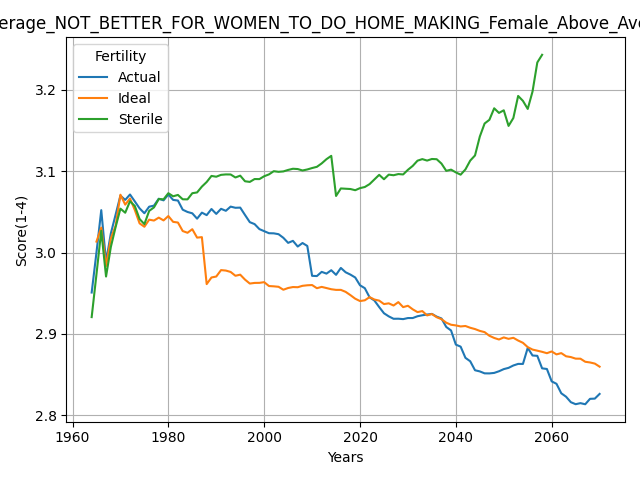 erage_NOT_BETTER_FOR_WOMEN_TO_DO_HOME_MAKING_Female_Above_Ave
Fertility
Actual
Ideal
Sterile
3.2
3.1
3.0
2.9
2.8
Score(1-4)
1960 1980 2000 2020 2040 2060
Years